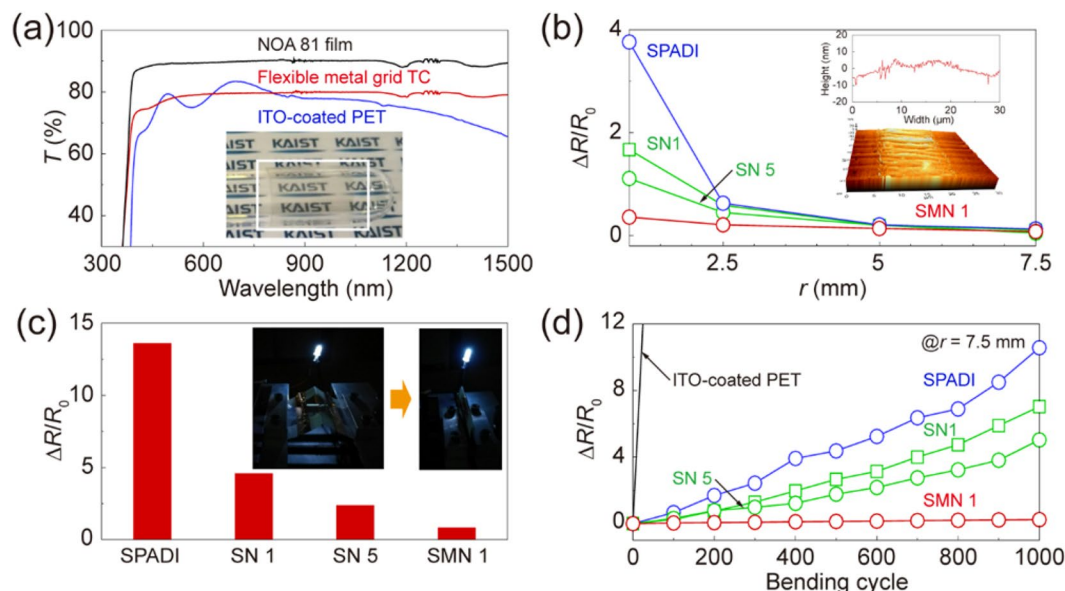 (a)
100
80
60
40
T (%)
NOA 81 film
Flexible metal grid TC
ITO-coated PET
KAIST KAIST KAIST
KAIST
KAIST
300 600 900 1200 1500
Wavelength (nm)
(b)
4
2
0
ΔR/R0
SPADI
SN1
SN 5
SMN 1
20
10
0
-10
-20
Height (nm)
0 10 20 30
Width (μm)
2.5 5 7.5
r (mm)
(c)
15
10
5
0
ΔR/R0
SPADI SN 1 SN 5 SMN 1
(d)
12
8
4
0
ΔR/R0
@r = 7.5 mm
ITO-coated PET
SPADI
SN1
SN 5
SMN 1
0 200 400 600 800 1000
Bending cycle